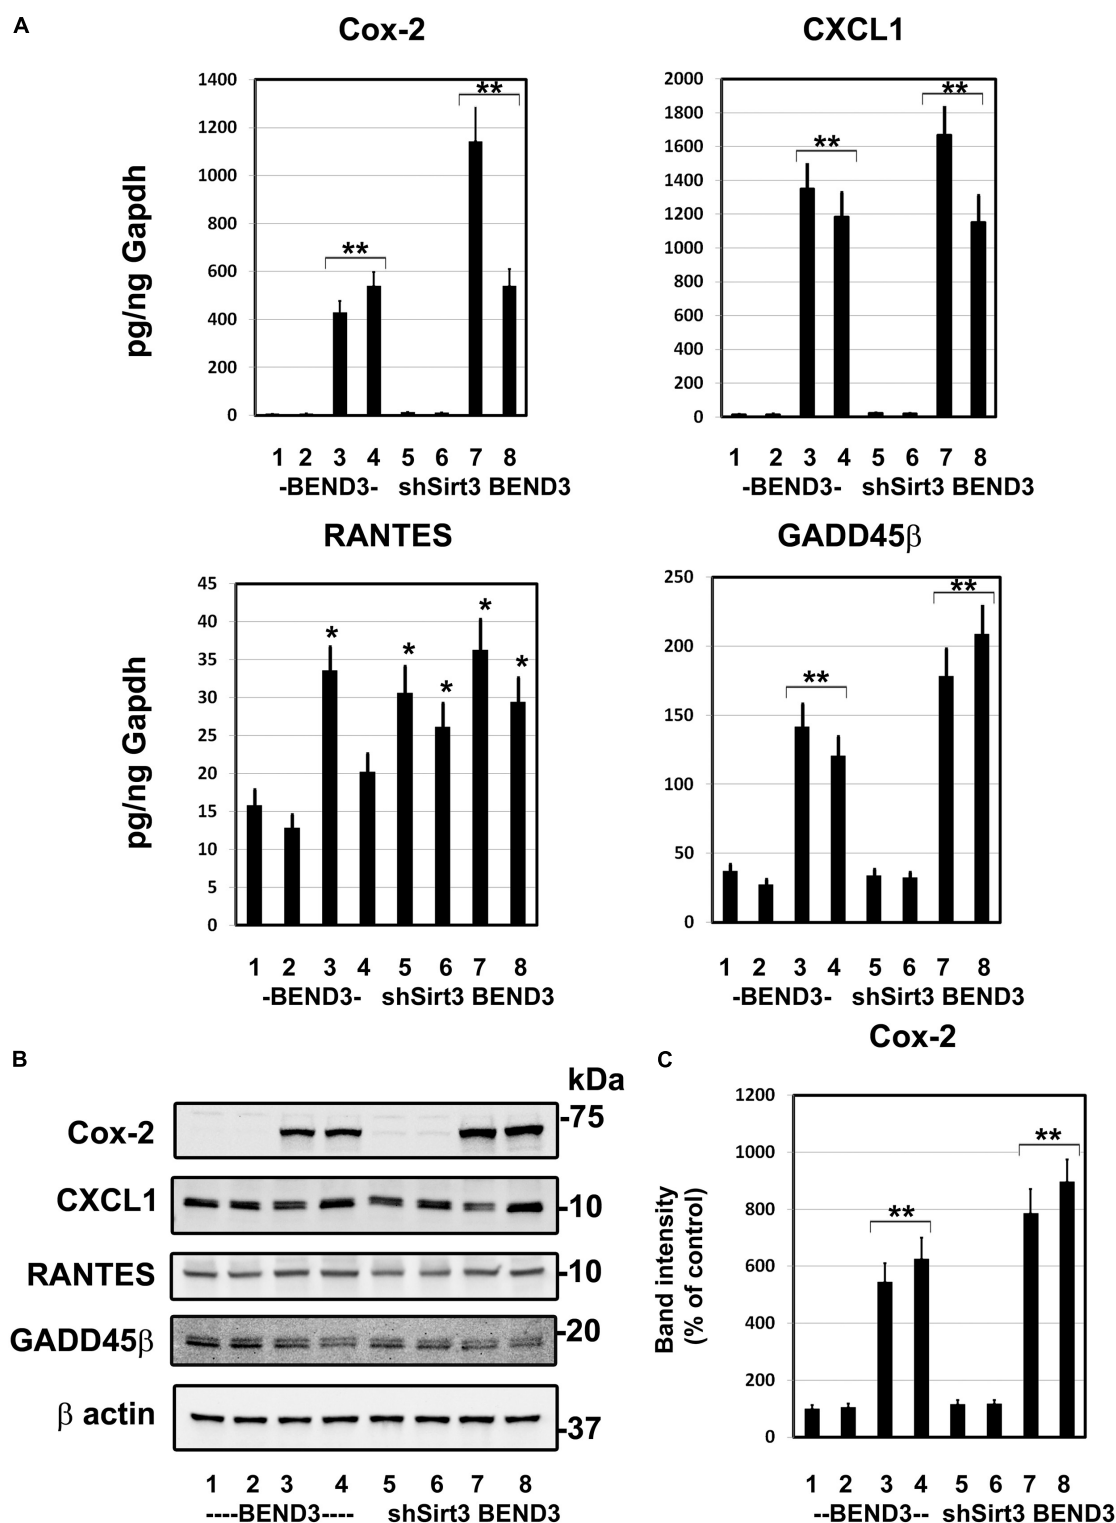 A
Cox-2
CXCL1
pg/ng Gapdh
1400
1200
1000
800
600
400
200
0
**
**
1 2 3 4 5 6 7 8
-BEND3- shSirt3 BEND3
2000
1800
1600
1400
1200
1000
800
600
400
200
0
**
**
1 2 3 4 5 6 7 8
-BEND3- shSirt3 BEND3
RANTES
GADD45β
pg/ng Gapdh
45
40
35
30
25
20
15
10
5
0
* * * * *
1 2 3 4 5 6 7 8
-BEND3- shSirt3 BEND3
250
200
150
100
50
0
**
**
1 2 3 4 5 6 7 8
-BEND3- shSirt3 BEND3
B
kDa
Cox-2 -75
CXCL1 -10
RANTES -10
GADD45β -20
β actin -37
1 2 3 4 5 6 7 8
----BEND3---- shSirt3 BEND3
C
Cox-2
Band intensity
(% of control)
1200
1000
800
600
400
200
0
**
**
1 2 3 4 5 6 7 8
--BEND3-- shSirt3 BEND3